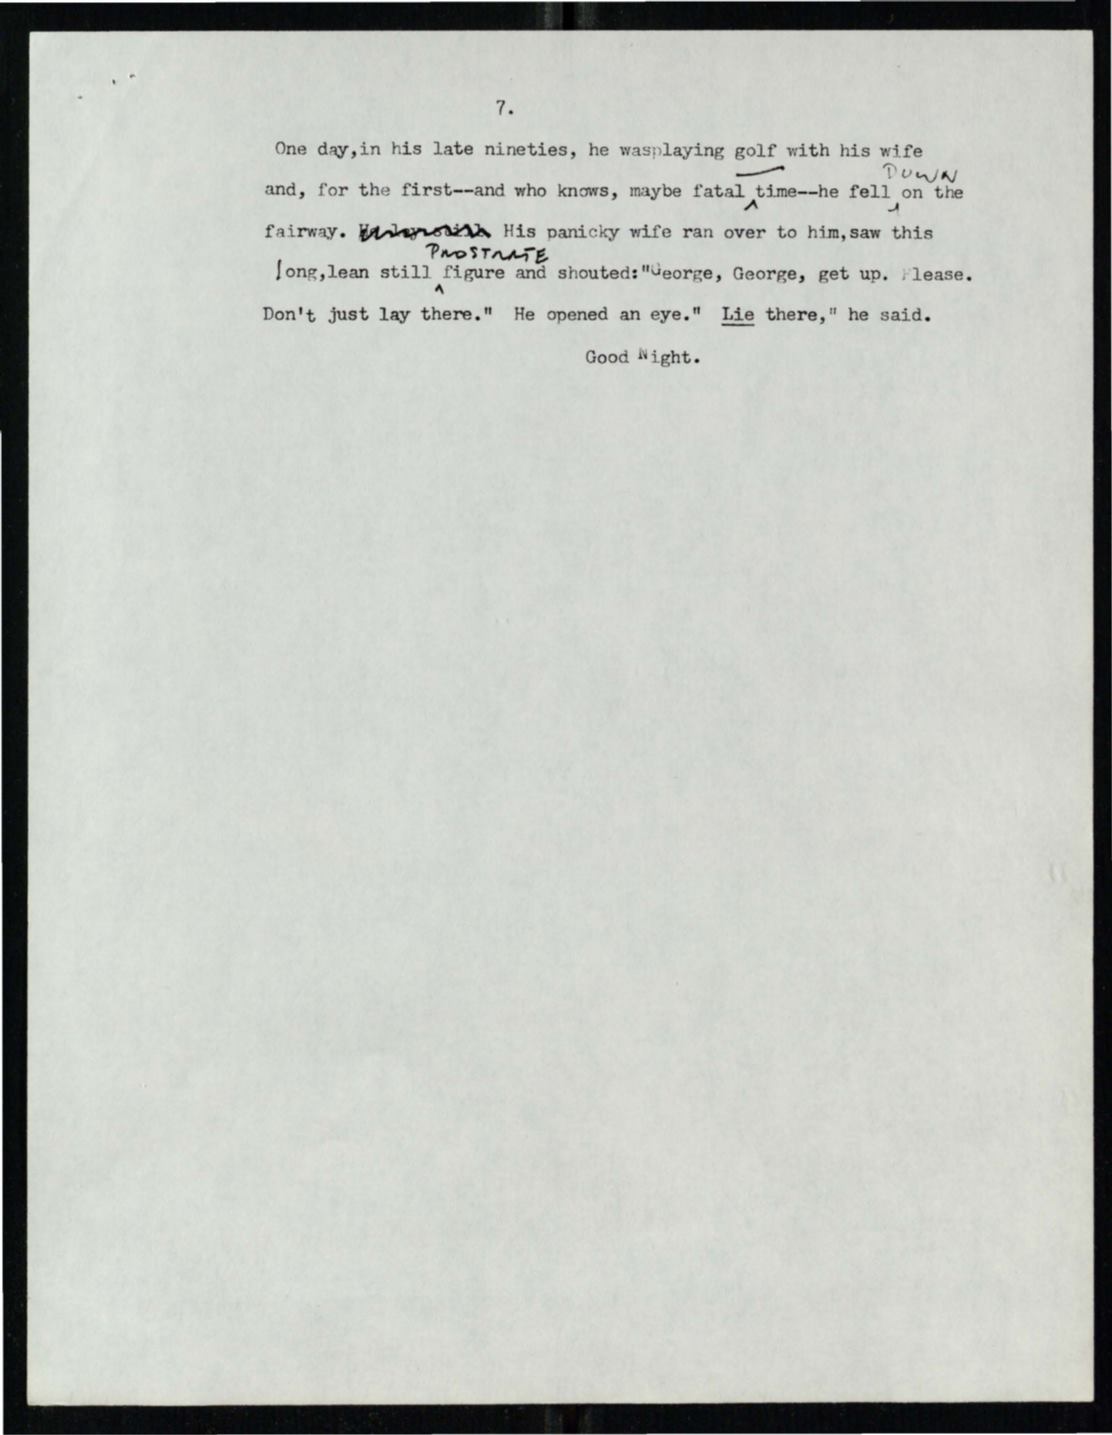 7.
One day,in his late nineties, he wasplaying golf with his wife
DOWN
and, for the first--and who knows, maybe fatal time--he fell on the
fairway. His panicky wife ran over to him,saw this
PROSTRATE
long,lean still figure and shouted:"George, George, get up. Please.
Don't just lay there." He opened an eye." Lie there," he said.
Good Night.